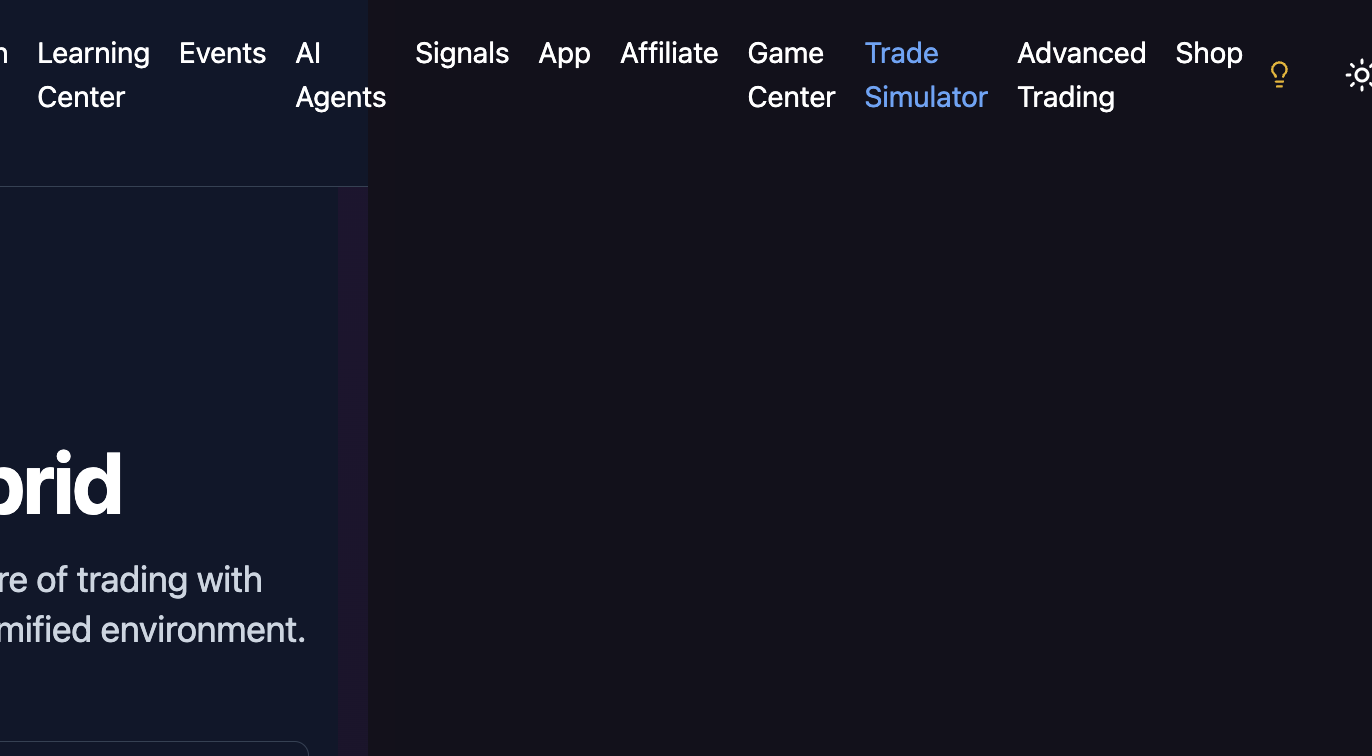 Learning Events AI Signals App Affiliate Game Trade Advanced Shop
Center Agents Center Simulator Trading
brid
re of trading with
mified environment.